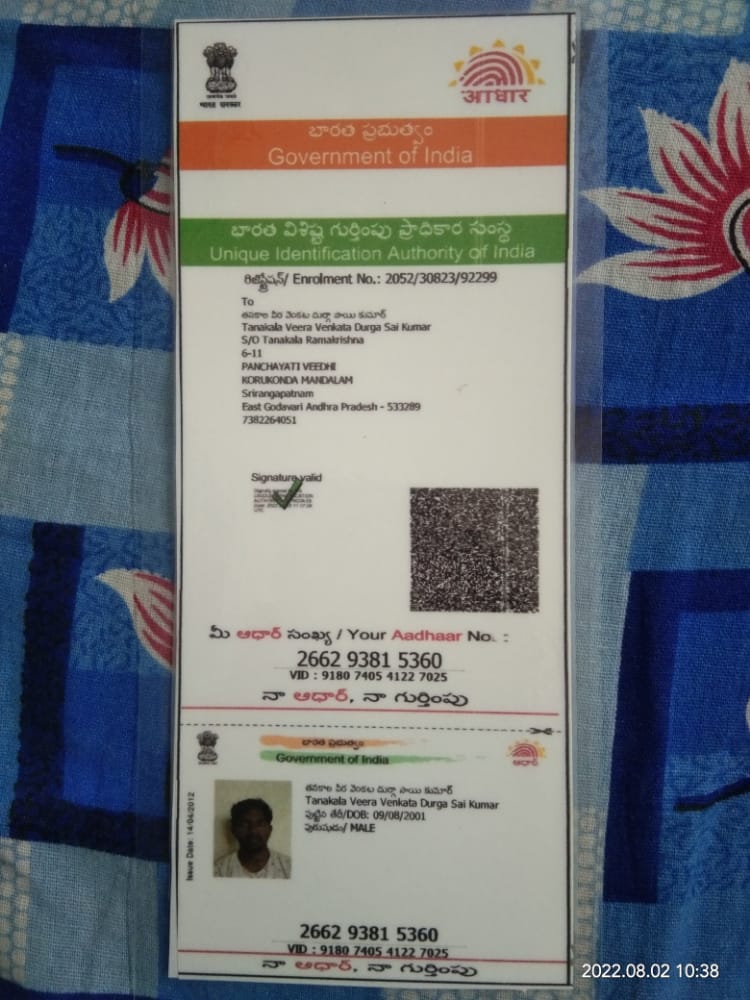 भारत सरकार
आधार
భారత ప్రభుత్వం
Government of India
భారత విశిష్ట గుర్తింపు ప్రాధికార సంస్థ
Unique Identification Authority of India
రిజిస్ట్రేషన్/ Enrolment No.: 2052/30823/92299
To
తనకాల వీర వెంకట దుర్గా సాయి కుమార్
Tanakala Veera Venkata Durga Sai Kumar
S/O Tanakala Ramakrishna
6-11
PANCHAYATI VEEDHI
KORUKONDA MANDALAM
Srirangapatnam
East Godavari Andhra Pradesh - 533289
7382264051
Signature valid
మీ ఆధార్ సంఖ్య / Your Aadhaar No. :
2662 9381 5360
VID : 9180 7405 4122 7025
నా ఆధార్, నా గుర్తింపు
భారత ప్రభుత్వం
Government of India
ఆధార్
Issue Date: 14/04/2012
తనకాల వీర వెంకట దుర్గా సాయి కుమార్
Tanakala Veera Venkata Durga Sai Kumar
పుట్టిన తేదీ/DOB: 09/08/2001
పురుషుడు/ MALE
2662 9381 5360
VID : 9180 7405 4122 7025
నా ఆధార్, నా గుర్తింపు
2022.08.02 10:38